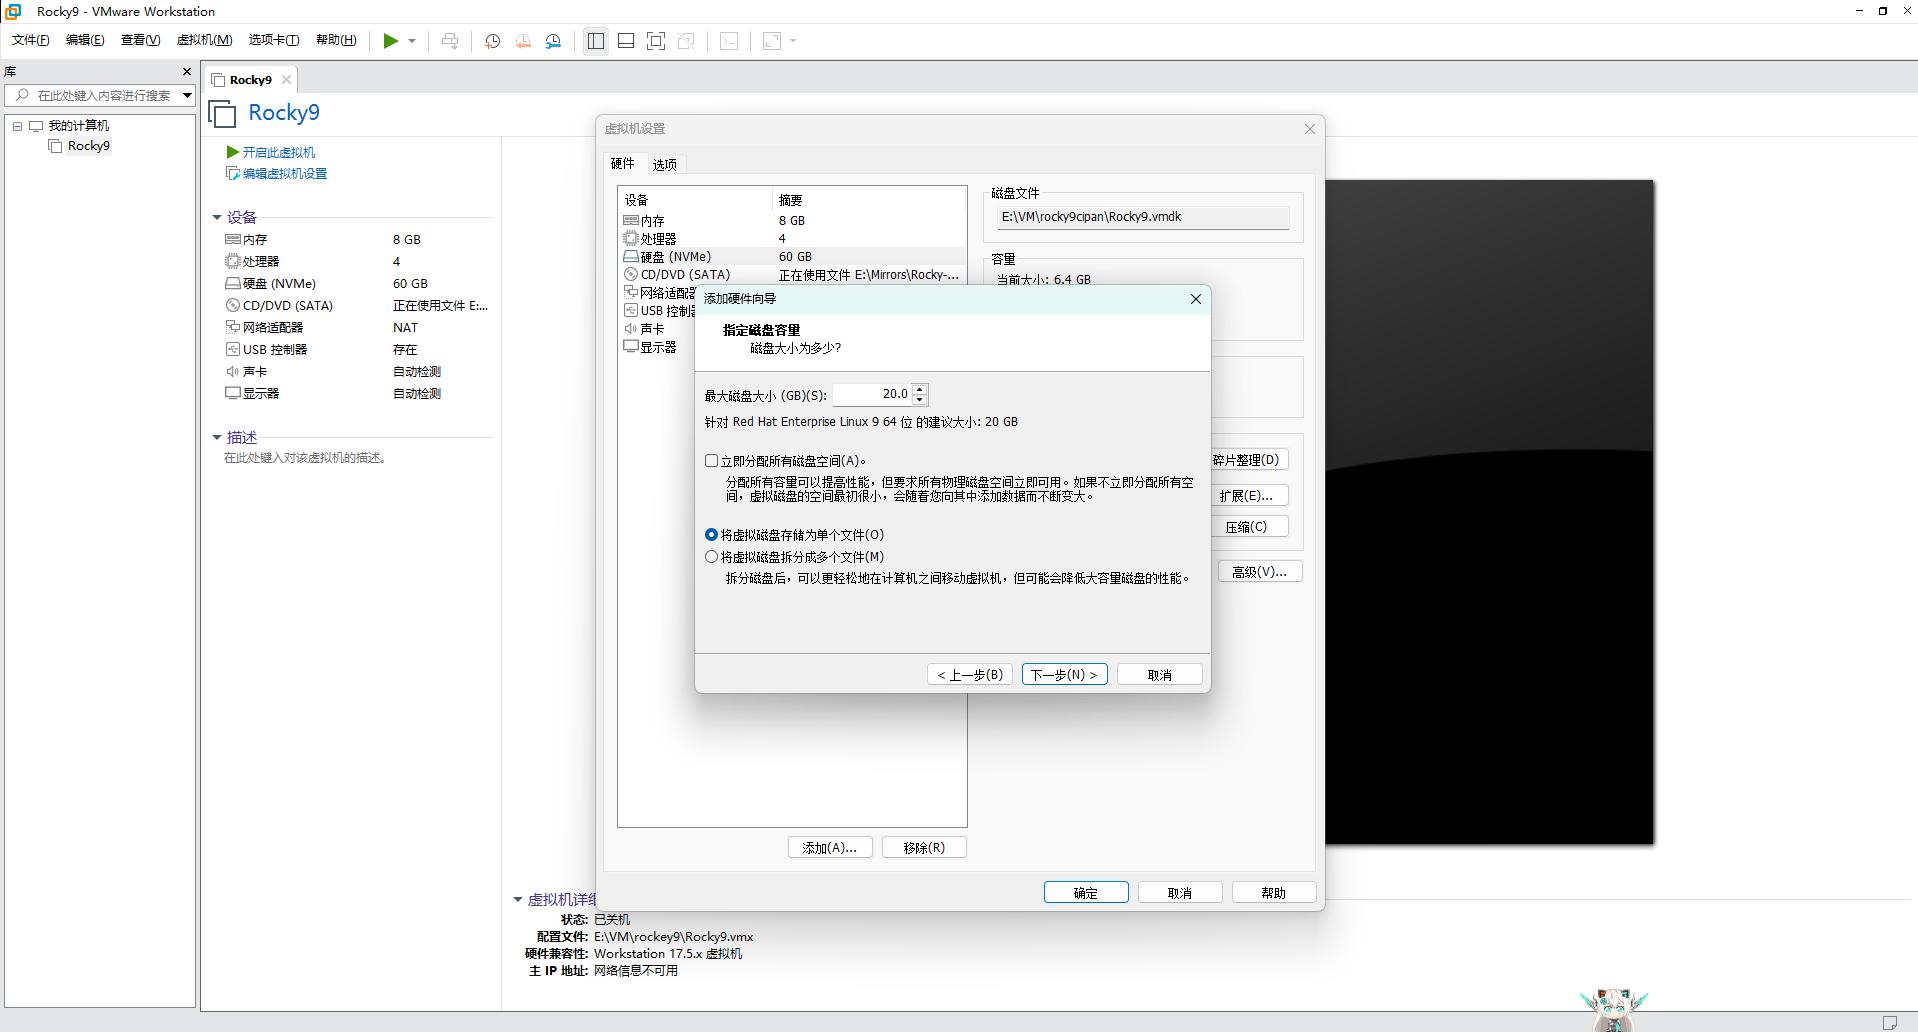 Rocky9 - VMware Workstation
文件(F) 编辑(E) 查看(V) 虚拟机(M) 选项卡(T) 帮助(H)
库
在此处键入内容进行搜索
我的计算机
Rocky9
Rocky9
Rocky9
开启此虚拟机
编辑虚拟机设置
设备
内存 8 GB
处理器 4
硬盘 (NVMe) 60 GB
CD/DVD (SATA) 正在使用文件 E:...
网络适配器 NAT
USB 控制器 存在
声卡 自动检测
显示器 自动检测
描述
在此处键入对该虚拟机的描述。
虚拟机设置
硬件 选项
设备 摘要
内存 8 GB
处理器 4
硬盘 (NVMe) 60 GB
CD/DVD (SATA) 正在使用文件 E:\Mirrors\Rocky-...
网络适配器
USB 控制
声卡
显示器
磁盘文件
E:\VM\rocky9cipan\Rocky9.vmdk
容量
当前大小: 6.4 GB
碎片整理(D)
扩展(E)...
压缩(C)
高级(V)...
添加硬件向导
指定磁盘容量
磁盘大小为多少?
最大磁盘大小 (GB)(S): 20.0
针对 Red Hat Enterprise Linux 9 64 位 的建议大小: 20 GB
立即分配所有磁盘空间(A)。
分配所有容量可以提高性能，但要求所有物理磁盘空间立即可用。如果不立即分配所有空
间，虚拟磁盘的空间最初很小，会随着您向其中添加数据而不断变大。
将虚拟磁盘存储为单个文件(O)
将虚拟磁盘拆分成多个文件(M)
拆分磁盘后，可以更轻松地在计算机之间移动虚拟机，但可能会降低大容量磁盘的性能。
< 上一步(B) 下一步(N) > 取消
添加(A)... 移除(R)
确定 取消 帮助
虚拟机详细
状态: 已关机
配置文件: E:\VM\rockey9\Rocky9.vmx
硬件兼容性: Workstation 17.5.x 虚拟机
主 IP 地址: 网络信息不可用